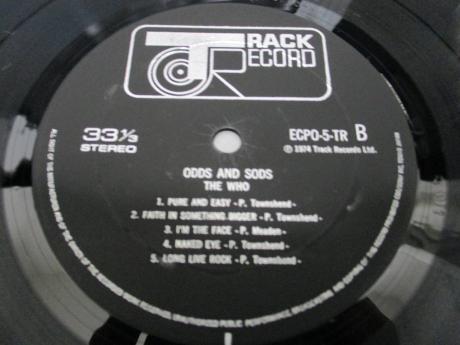 TRACK
RECORD
33 1/3
STEREO
ECPO-5-TR B
℗ 1974 Track Records Ltd.
ODDS AND SODS
THE WHO
1. PURE AND EASY -P. Townshend-
2. FAITH IN SOMETHING BIGGER -P. Townshend-
3. I'M THE FACE -P. Meaden-
4. NAKED EYE -P. Townshend-
5. LONG LIVE ROCK -P. Townshend-